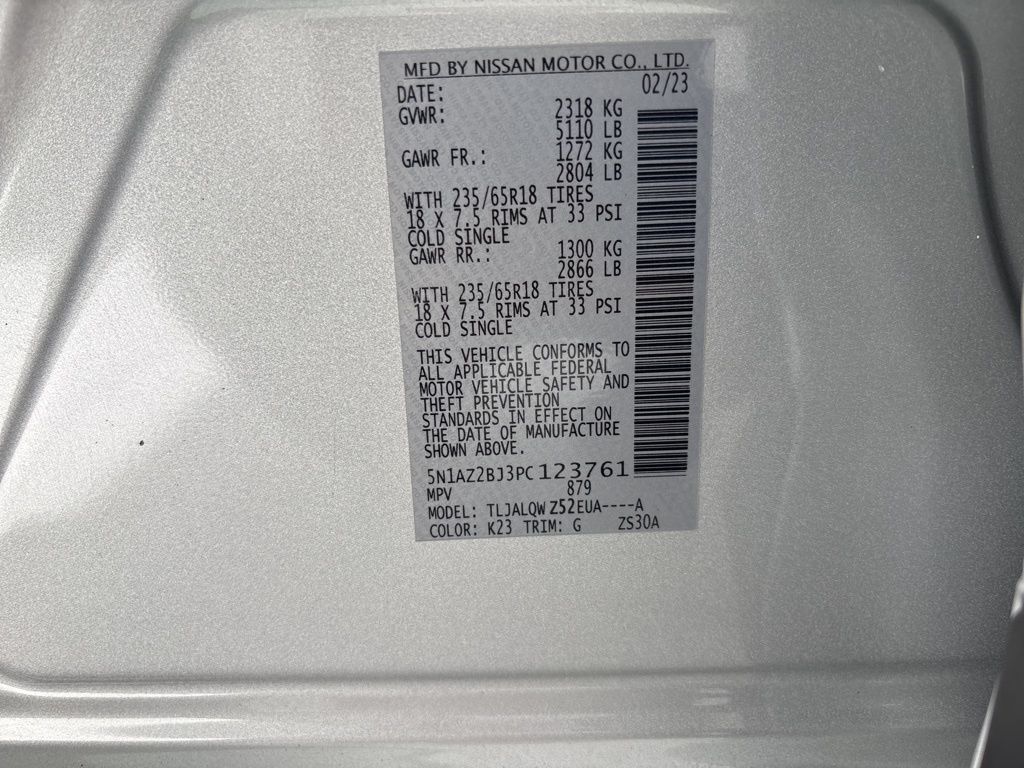 MFD BY NISSAN MOTOR CO., LTD.
DATE: 02/23
GVWR: 2318 KG
5110 LB
GAWR FR.: 1272 KG
2804 LB
WITH 235/65R18 TIRES
18 X 7.5 RIMS AT 33 PSI
COLD SINGLE
GAWR RR.: 1300 KG
2866 LB
WITH 235/65R18 TIRES
18 X 7.5 RIMS AT 33 PSI
COLD SINGLE
THIS VEHICLE CONFORMS TO
ALL APPLICABLE FEDERAL
MOTOR VEHICLE SAFETY AND
THEFT PREVENTION
STANDARDS IN EFFECT ON
THE DATE OF MANUFACTURE
SHOWN ABOVE.
5N1AZ2BJ3PC123761
MPV 879
MODEL: TLJALQWZ52EUA----A
COLOR: K23 TRIM: G ZS30A